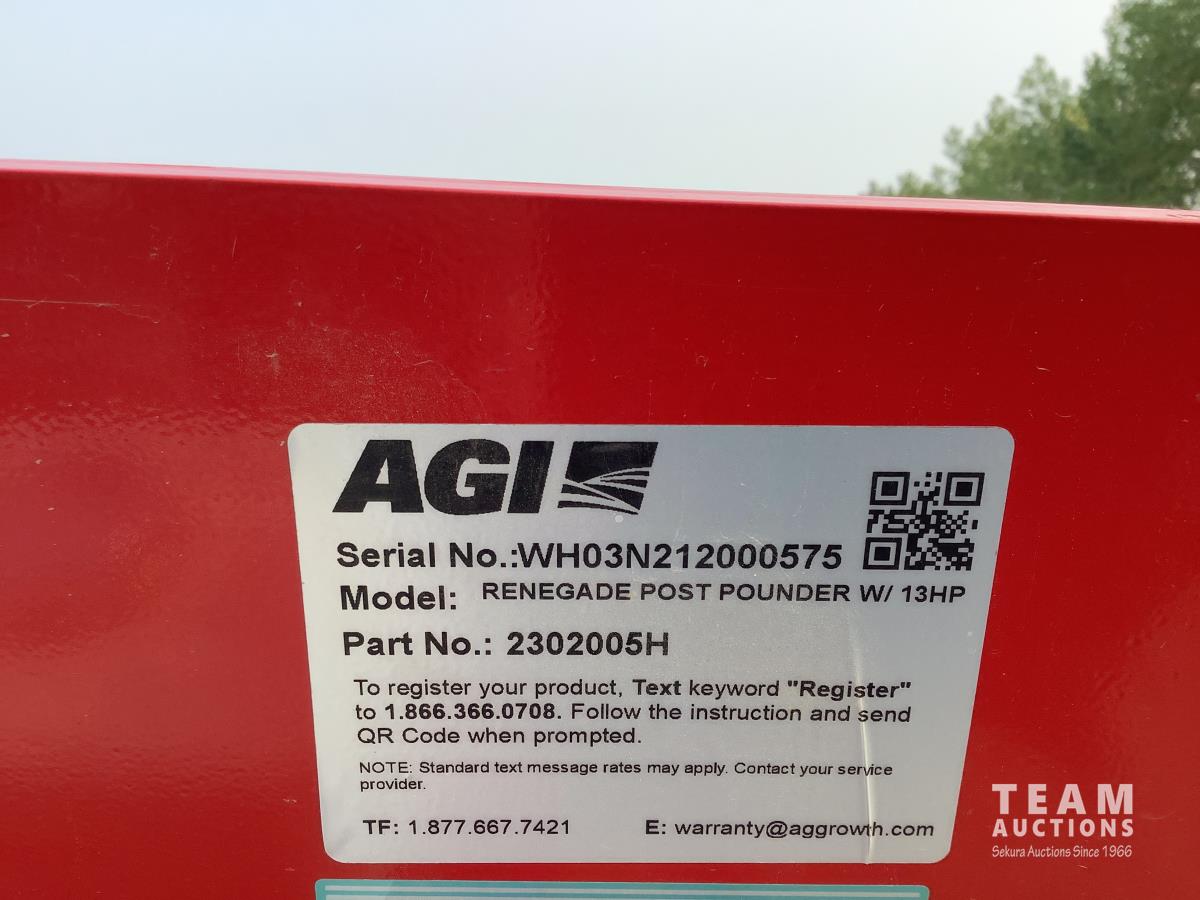 AGI
Serial No.:WH03N212000575
Model: RENEGADE POST POUNDER W/ 13HP
Part No.: 2302005H
To register your product, Text keyword "Register"
to 1.866.366.0708. Follow the instruction and send
QR Code when prompted.
NOTE: Standard text message rates may apply. Contact your service
provider.
TF: 1.877.667.7421 E: warranty@aggrowth.com
TEAM
AUCTIONS
Sekura Auctions Since 1966